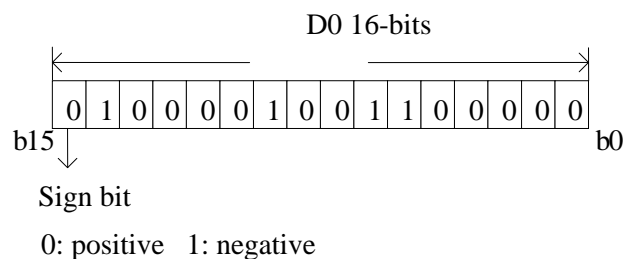 D0 16-bits
0 1 0 0 0 0 1 0 0 1 1 0 0 0 0 0
b15 b0
Sign bit
0: positive 1: negative